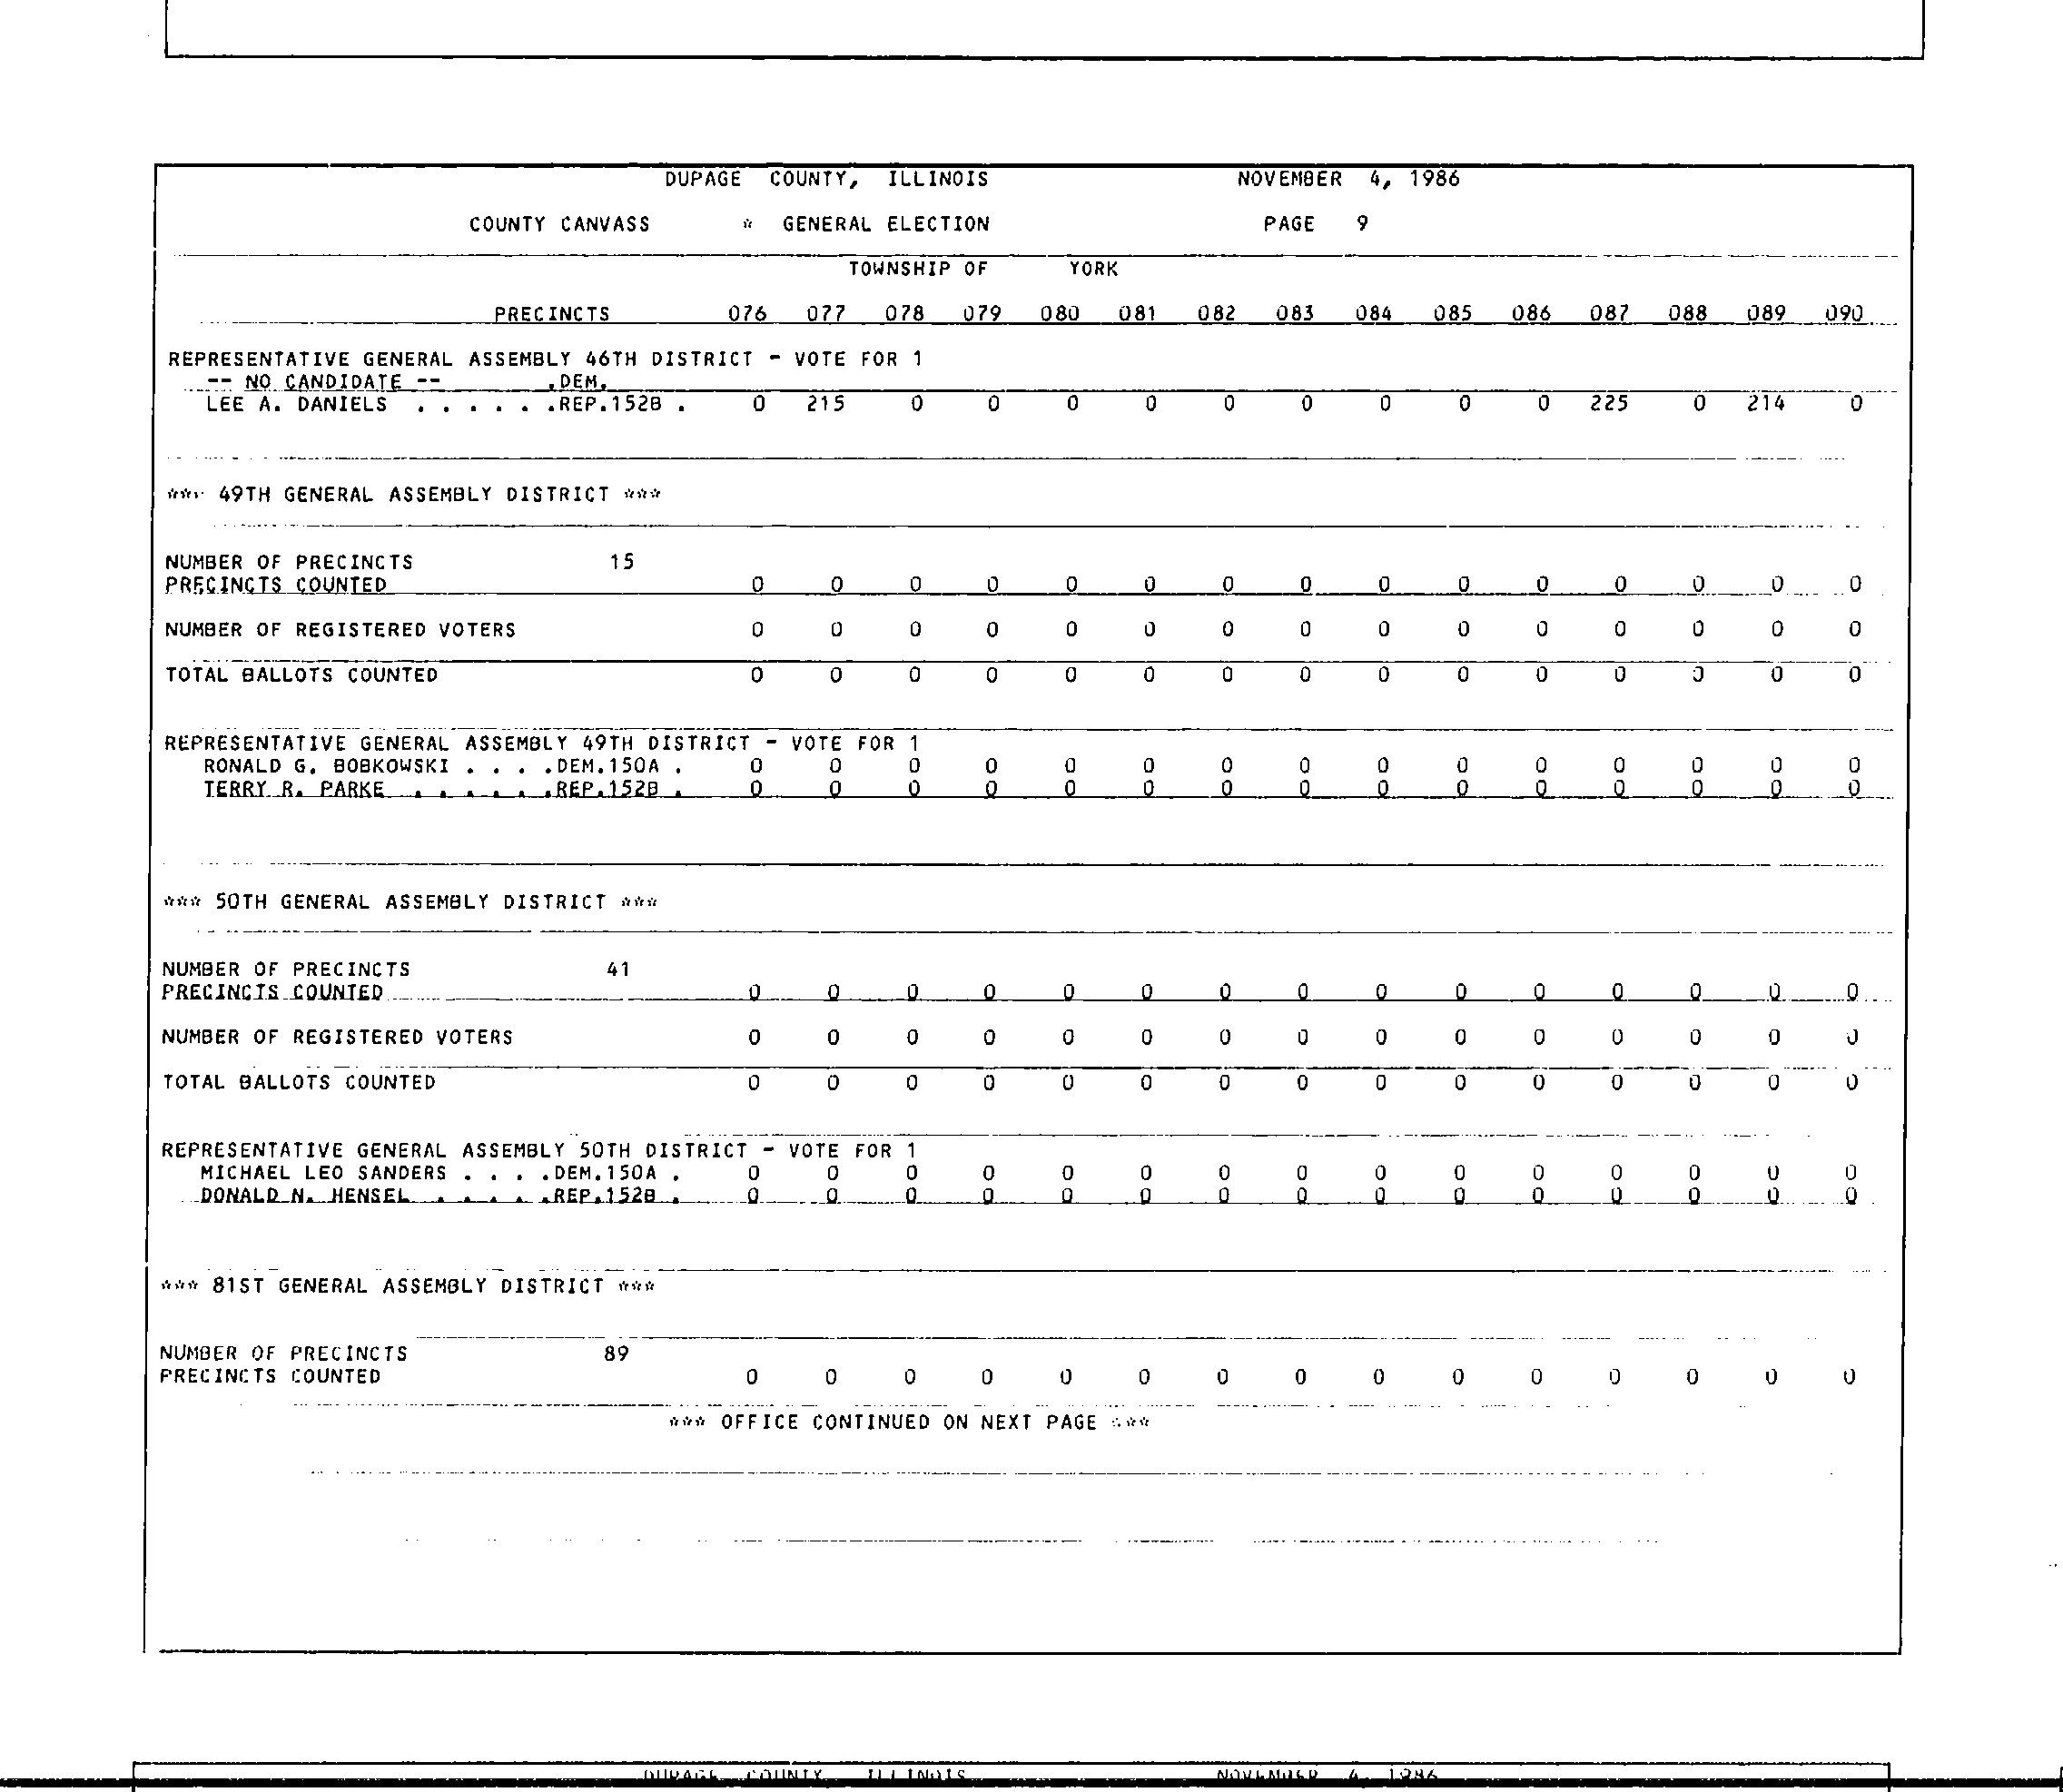 DUPAGE COUNTY, ILLINOIS NOVEMBER 4, 1986
COUNTY CANVASS * GENERAL ELECTION PAGE 9
TOWNSHIP OF YORK
PRECINCTS 076 077 078 079 080 081 082 083 084 085 086 087 088 089 090
REPRESENTATIVE GENERAL ASSEMBLY 46TH DISTRICT - VOTE FOR 1
-- NO CANDIDATE -- .DEM.
LEE A. DANIELS . . . . . .REP.152B . 0 215 0 0 0 0 0 0 0 0 0 225 0 214 0
*** 49TH GENERAL ASSEMBLY DISTRICT ***
NUMBER OF PRECINCTS 15
PRECINCTS COUNTED 0 0 0 0 0 0 0 0 0 0 0 0 0 0 0
NUMBER OF REGISTERED VOTERS 0 0 0 0 0 0 0 0 0 0 0 0 0 0 0
TOTAL BALLOTS COUNTED 0 0 0 0 0 0 0 0 0 0 0 0 0 0 0
REPRESENTATIVE GENERAL ASSEMBLY 49TH DISTRICT - VOTE FOR 1
RONALD G. BOBKOWSKI . . . .DEM.150A . 0 0 0 0 0 0 0 0 0 0 0 0 0 0 0
TERRY R. PARKE . . . . . .REP.152B . 0 0 0 0 0 0 0 0 0 0 0 0 0 0 0
*** 50TH GENERAL ASSEMBLY DISTRICT ***
NUMBER OF PRECINCTS 41
PRECINCTS COUNTED 0 0 0 0 0 0 0 0 0 0 0 0 0 0 0
NUMBER OF REGISTERED VOTERS 0 0 0 0 0 0 0 0 0 0 0 0 0 0 0
TOTAL BALLOTS COUNTED 0 0 0 0 0 0 0 0 0 0 0 0 0 0 0
REPRESENTATIVE GENERAL ASSEMBLY 50TH DISTRICT - VOTE FOR 1
MICHAEL LEO SANDERS . . . .DEM.150A . 0 0 0 0 0 0 0 0 0 0 0 0 0 0 0
DONALD N. HENSEL . . . . .REP.152B . 0 0 0 0 0 0 0 0 0 0 0 0 0 0 0
*** 81ST GENERAL ASSEMBLY DISTRICT ***
NUMBER OF PRECINCTS 89
PRECINCTS COUNTED 0 0 0 0 0 0 0 0 0 0 0 0 0 0 0
*** OFFICE CONTINUED ON NEXT PAGE ***
DUPAGE COUNTY, ILLINOIS NOVEMBER 4, 1986